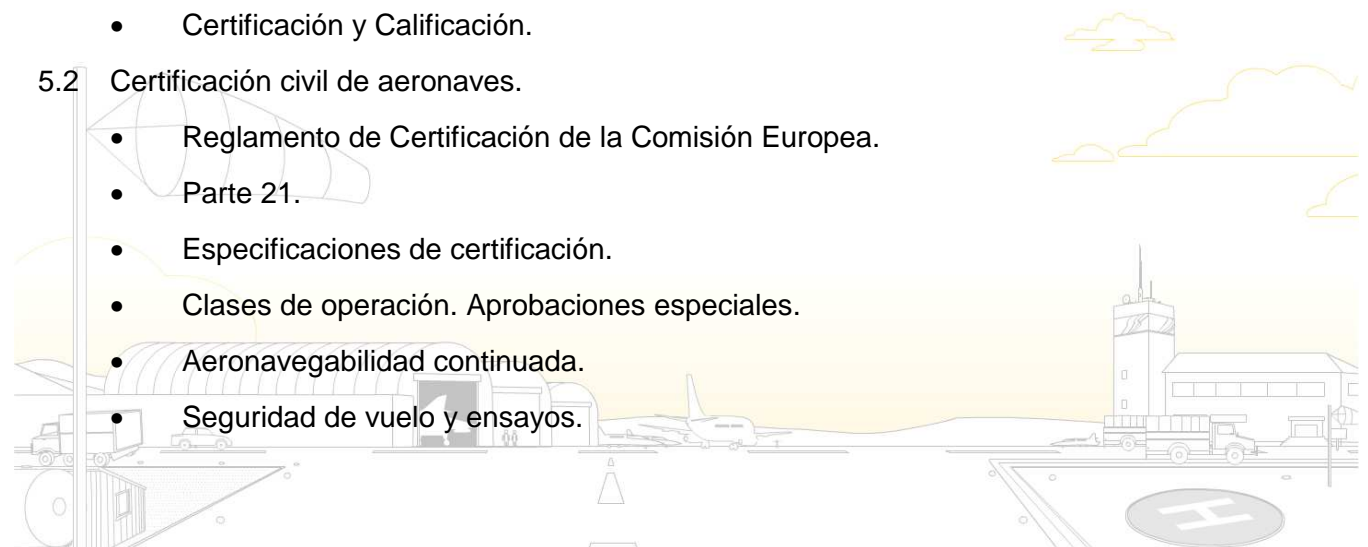 • Certificación y Calificación.
5.2 Certificación civil de aeronaves.
• Reglamento de Certificación de la Comisión Europea.
• Parte 21.
• Especificaciones de certificación.
• Clases de operación. Aprobaciones especiales.
• Aeronavegabilidad continuada.
• Seguridad de vuelo y ensayos.
H